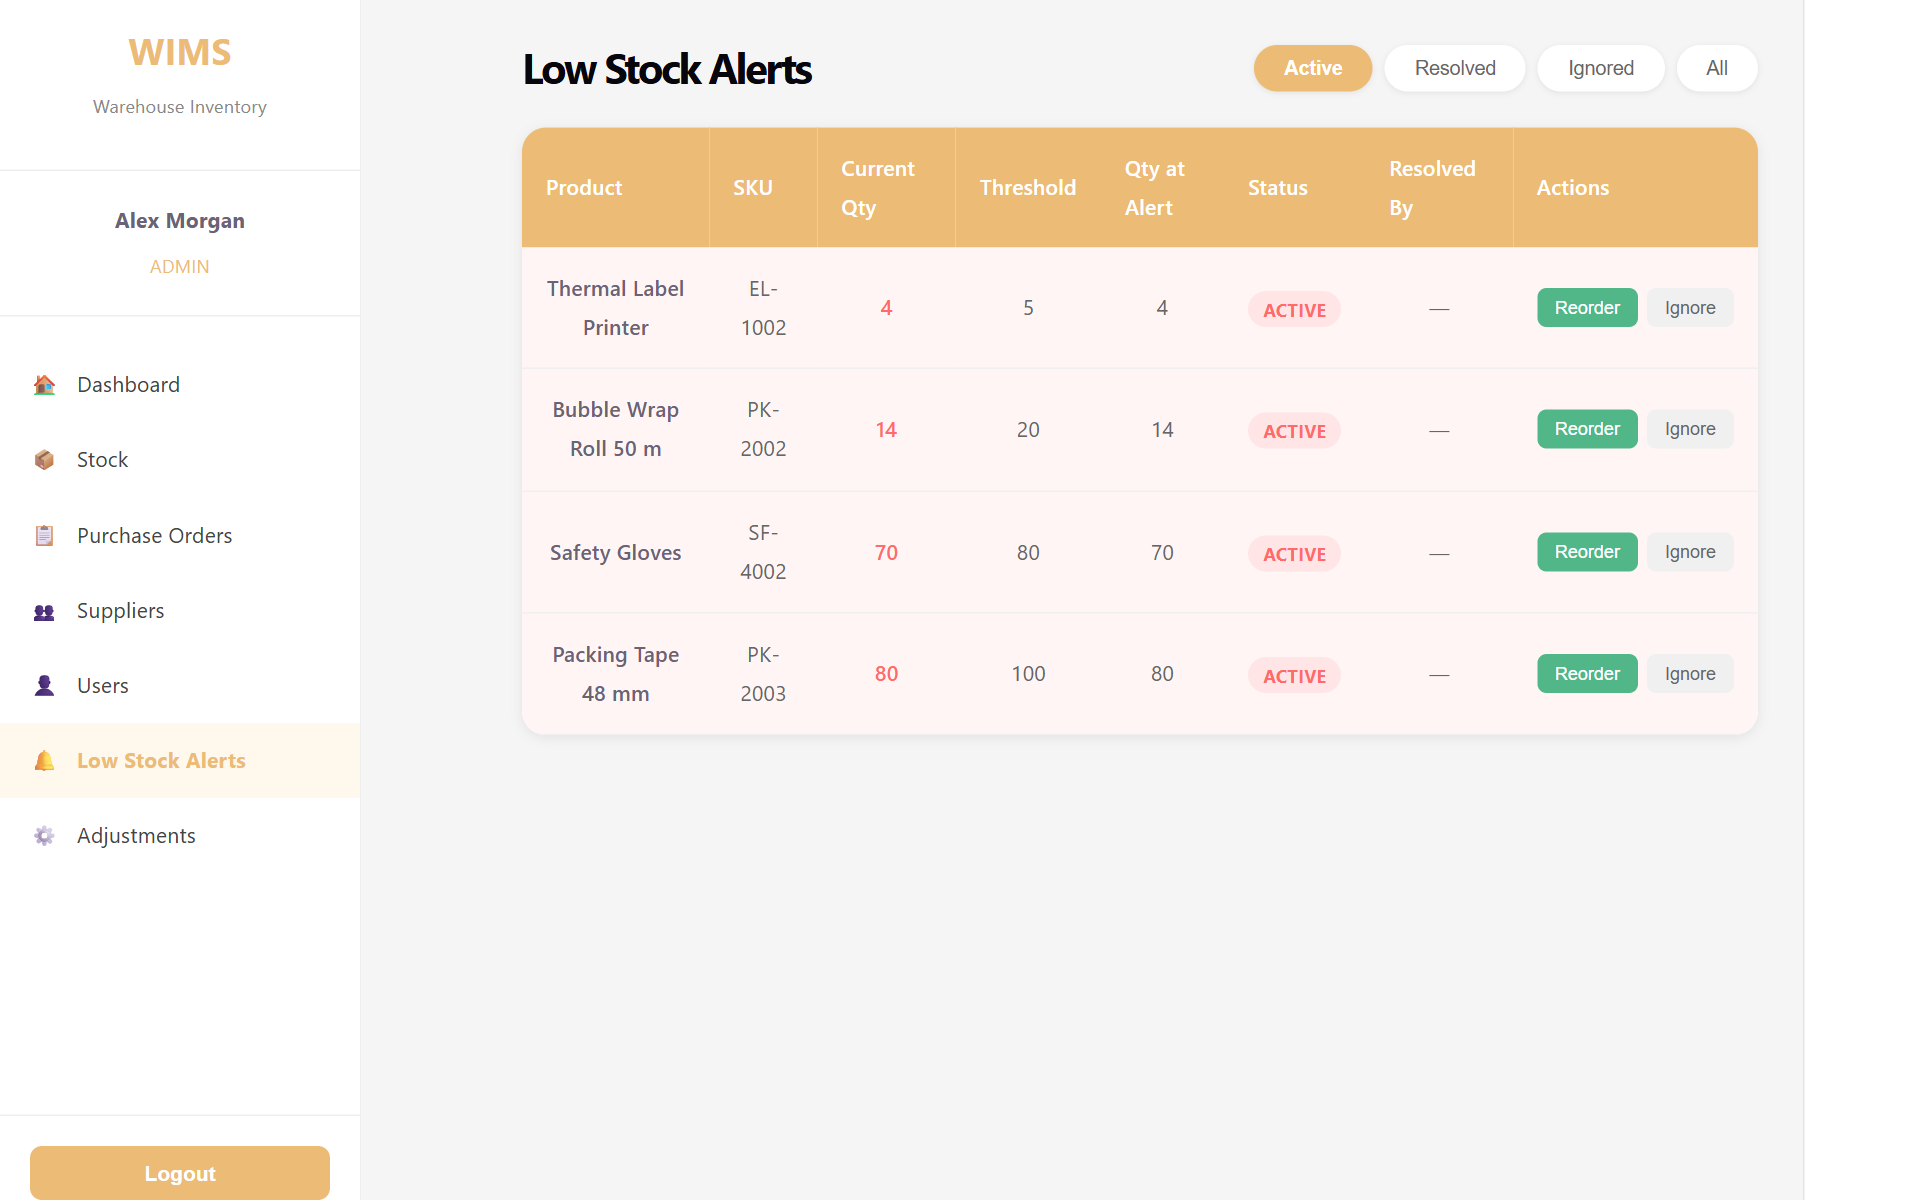 WIMS
Warehouse Inventory
Alex Morgan
ADMIN
Dashboard
Stock
Purchase Orders
Suppliers
Users
Low Stock Alerts
Adjustments
Logout
Low Stock Alerts
Active Resolved Ignored All
Product SKU Current Qty Threshold Qty at Alert Status Resolved By Actions
Thermal Label Printer EL-1002 4 5 4 ACTIVE — Reorder Ignore
Bubble Wrap Roll 50 m PK-2002 14 20 14 ACTIVE — Reorder Ignore
Safety Gloves SF-4002 70 80 70 ACTIVE — Reorder Ignore
Packing Tape 48 mm PK-2003 80 100 80 ACTIVE — Reorder Ignore